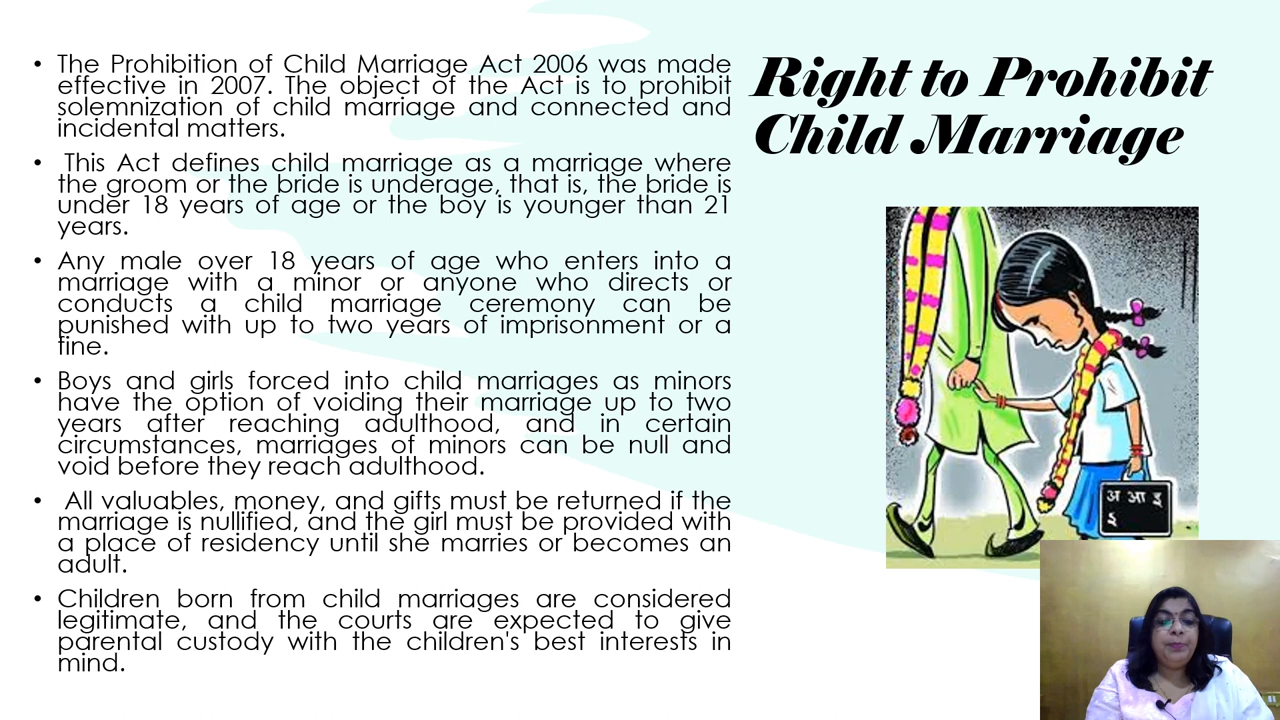 Right to Prohibit
Child Marriage
• The Prohibition of Child Marriage Act 2006 was made
effective in 2007. The object of the Act is to prohibit
solemnization of child marriage and connected and
incidental matters.
• This Act defines child marriage as a marriage where
the groom or the bride is underage, that is, the bride is
under 18 years of age or the boy is younger than 21
years.
• Any male over 18 years of age who enters into a
marriage with a minor or anyone who directs or
conducts a child marriage ceremony can be
punished with up to two years of imprisonment or a
fine.
• Boys and girls forced into child marriages as minors
have the option of voiding their marriage up to two
years after reaching adulthood, and in certain
circumstances, marriages of minors can be null and
void before they reach adulthood.
• All valuables, money, and gifts must be returned if the
marriage is nullified, and the girl must be provided with
a place of residency until she marries or becomes an
adult.
• Children born from child marriages are considered
legitimate, and the courts are expected to give
parental custody with the children's best interests in
mind.
अ आ इ
इ